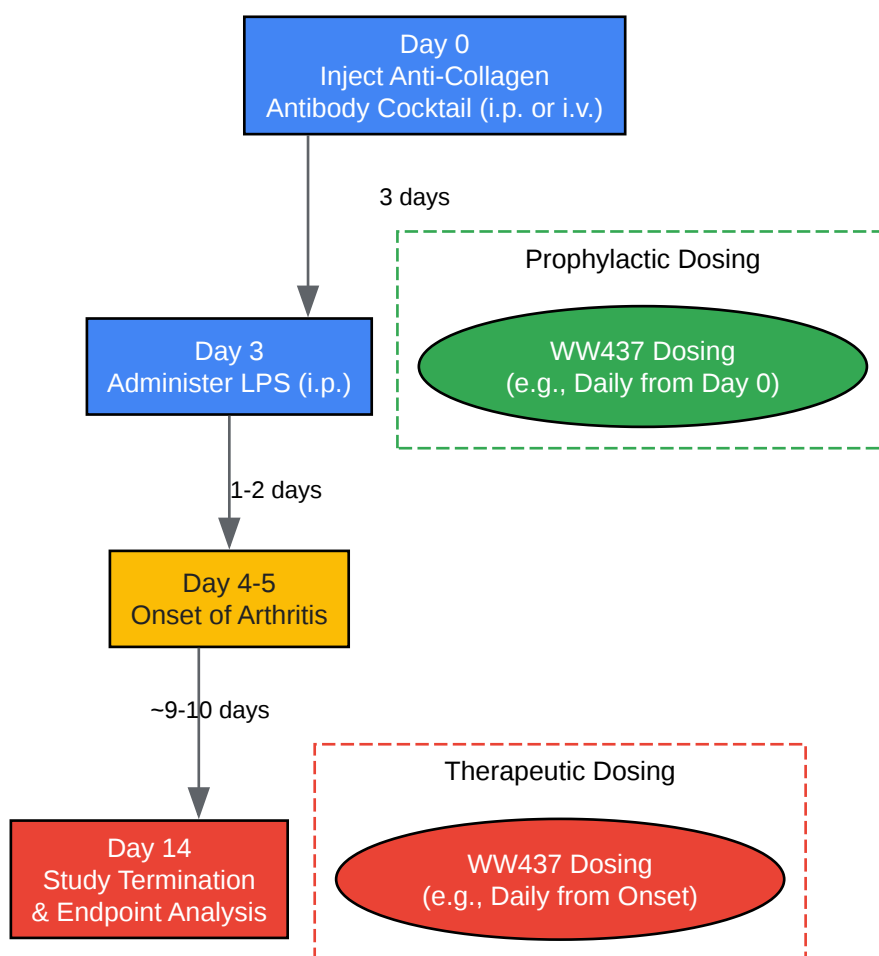 Day 0
Inject Anti-Collagen
Antibody Cocktail (i.p. or i.v.)
3 days
Prophylactic Dosing
WW437 Dosing
(e.g., Daily from Day 0)
Day 3
Administer LPS (i.p.)
1-2 days
Day 4-5
Onset of Arthritis
~9-10 days
Therapeutic Dosing
WW437 Dosing
(e.g., Daily from Onset)
Day 14
Study Termination
& Endpoint Analysis